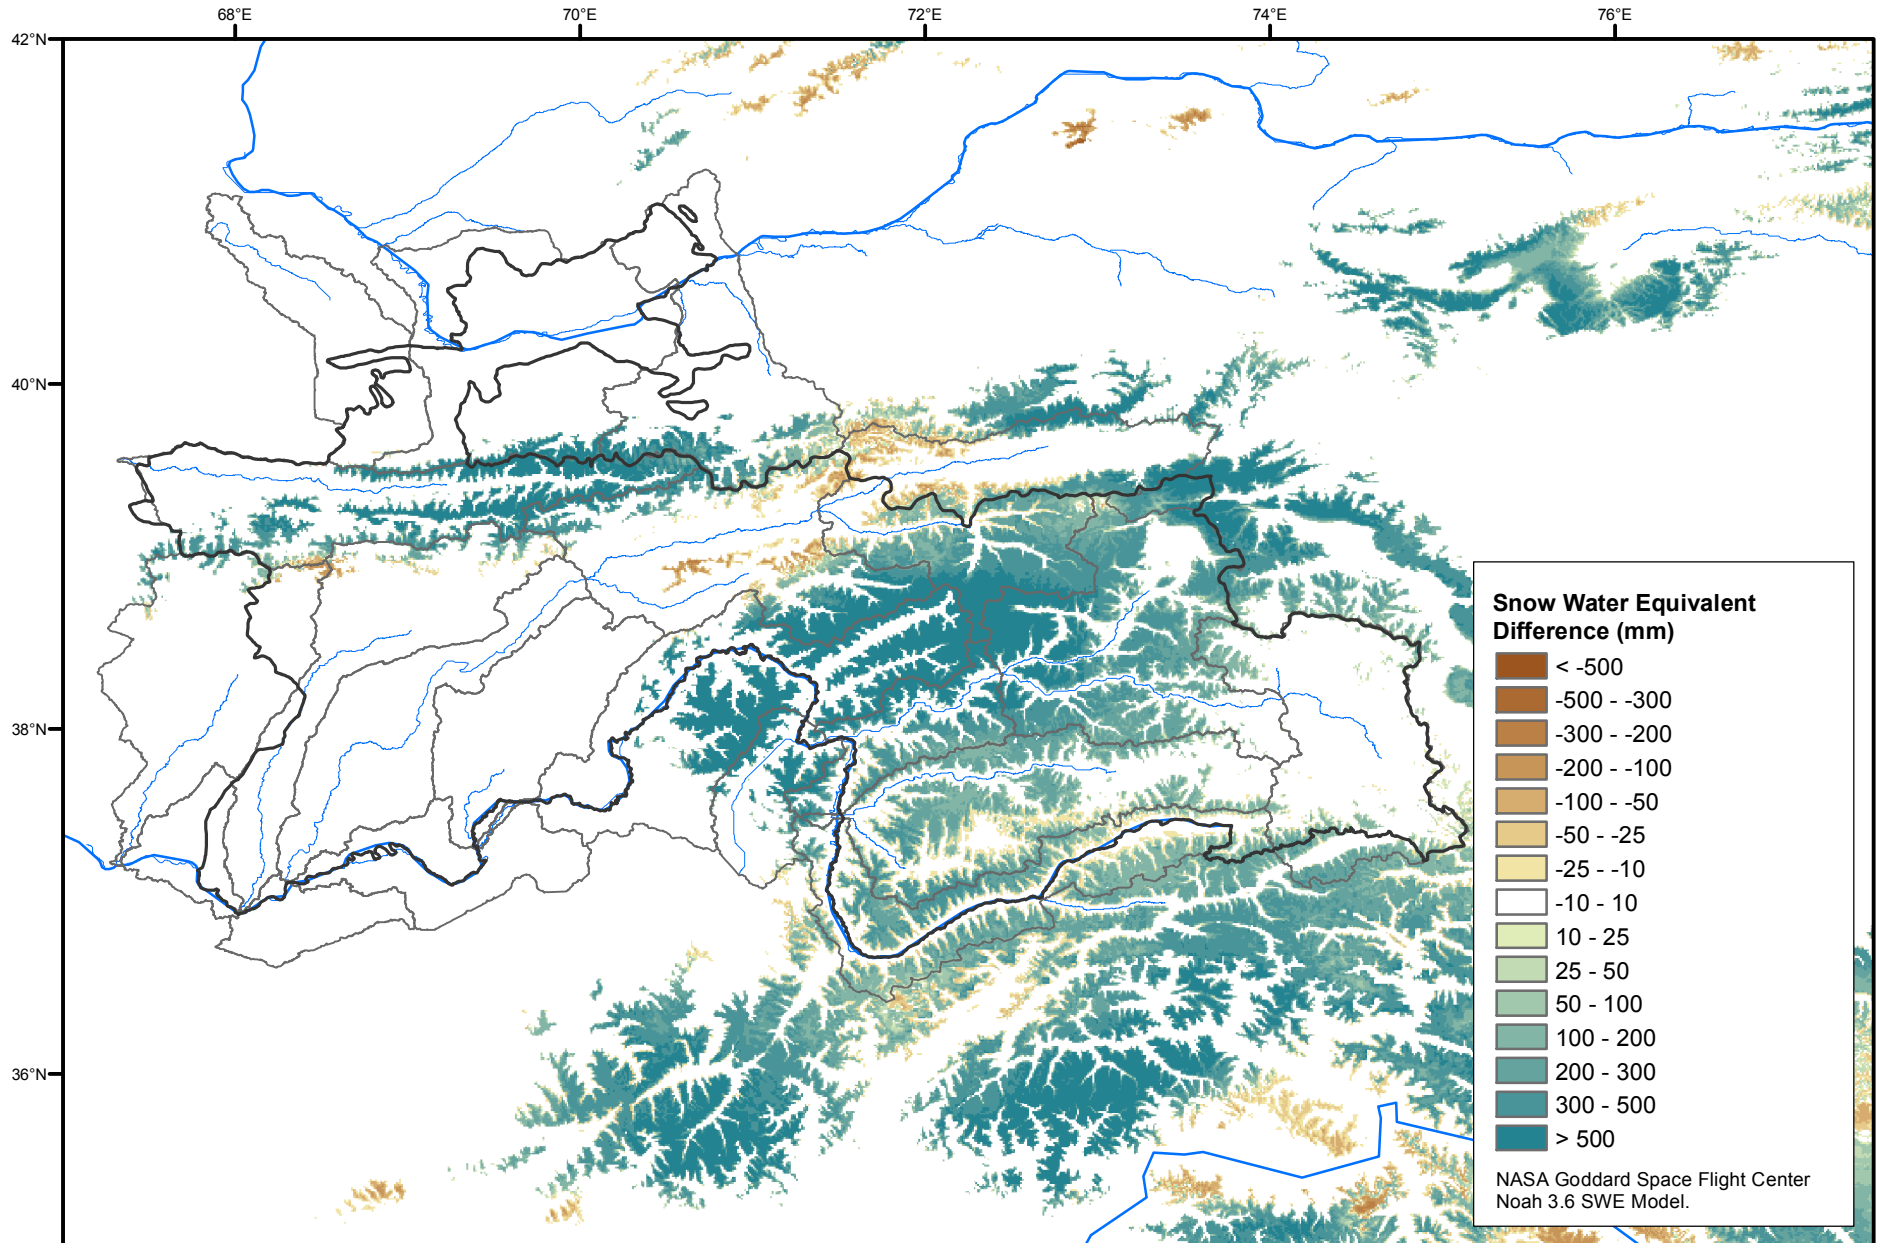 68°E 70°E 72°E 74°E 76°E
42°N
40°N
38°N
36°N
Snow Water Equivalent
Difference (mm)
< -500
-500 - -300
-300 - -200
-200 - -100
-100 - -50
-50 - -25
-25 - -10
-10 - 10
10 - 25
25 - 50
50 - 100
100 - 200
200 - 300
300 - 500
> 500
NASA Goddard Space Flight Center
Noah 3.6 SWE Model.